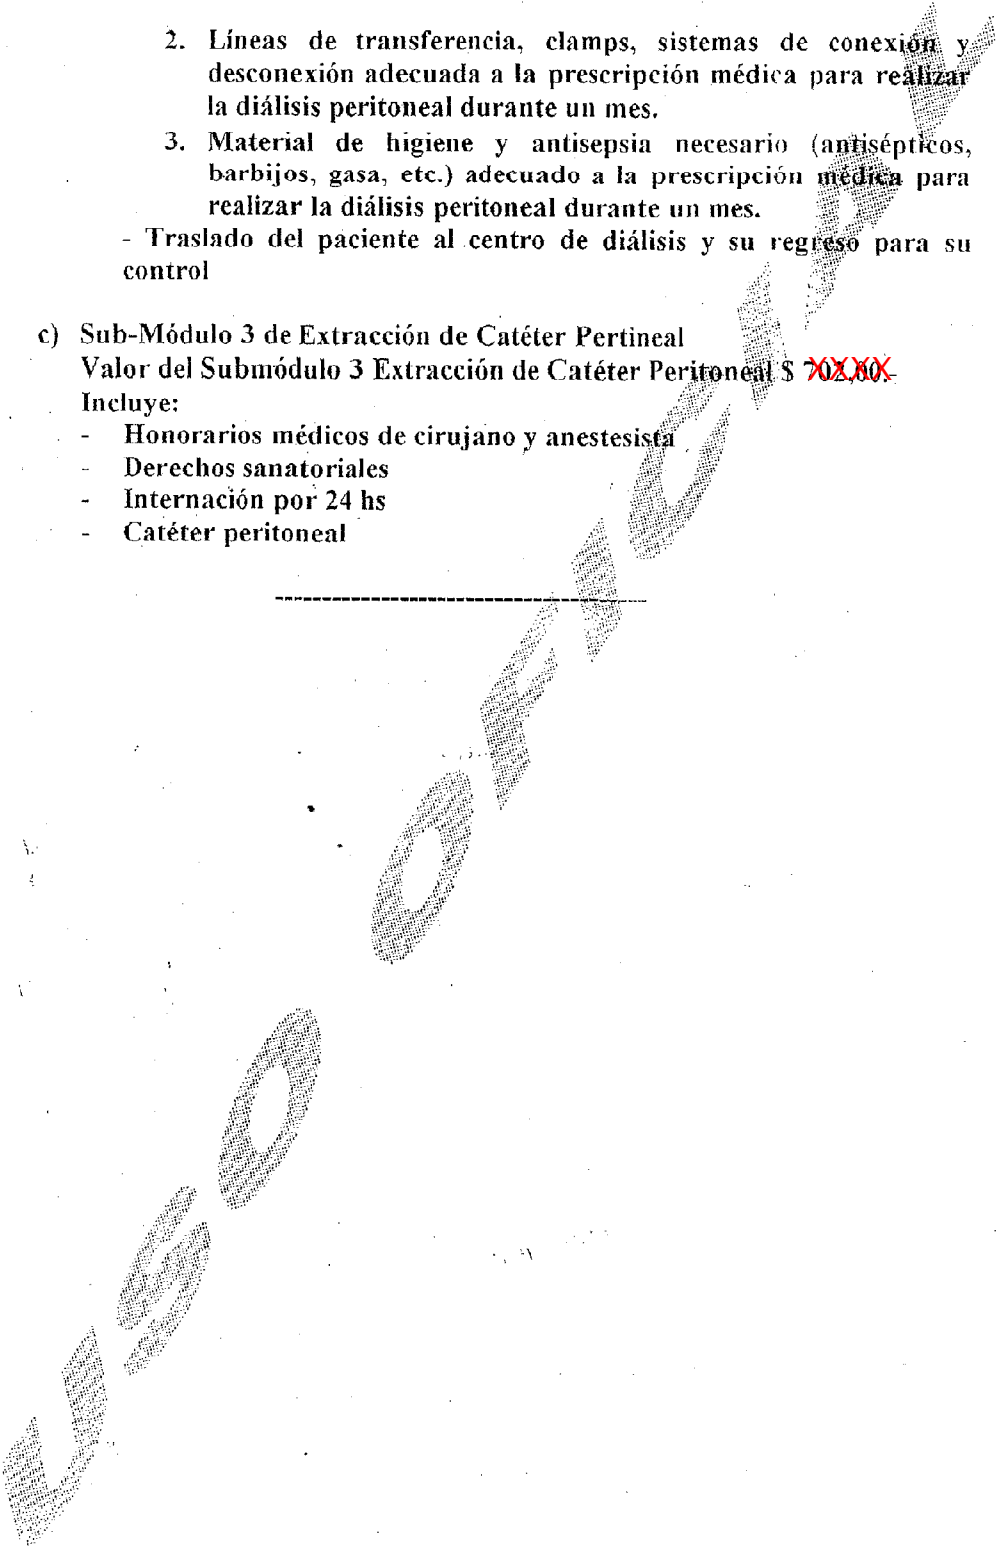 2. Líneas de transferencia, clamps, sistemas de conexión y
desconexión adecuada a la prescripción médica para realizar
la diálisis peritoneal durante un mes.
3. Material de higiene y antisepsia necesario (antisépticos,
barbijos, gasa, etc.) adecuado a la prescripción médica para
realizar la diálisis peritoneal durante un mes.
- Traslado del paciente al centro de diálisis y su regreso para su
control
c) Sub-Módulo 3 de Extracción de Catéter Pertineal
Valor del Submódulo 3 Extracción de Catéter Peritoneal $ XXXX.-
Incluye:
- Honorarios médicos de cirujano y anestesista
- Derechos sanatoriales
- Internación por 24 hs
- Catéter peritoneal
USO OFICIAL